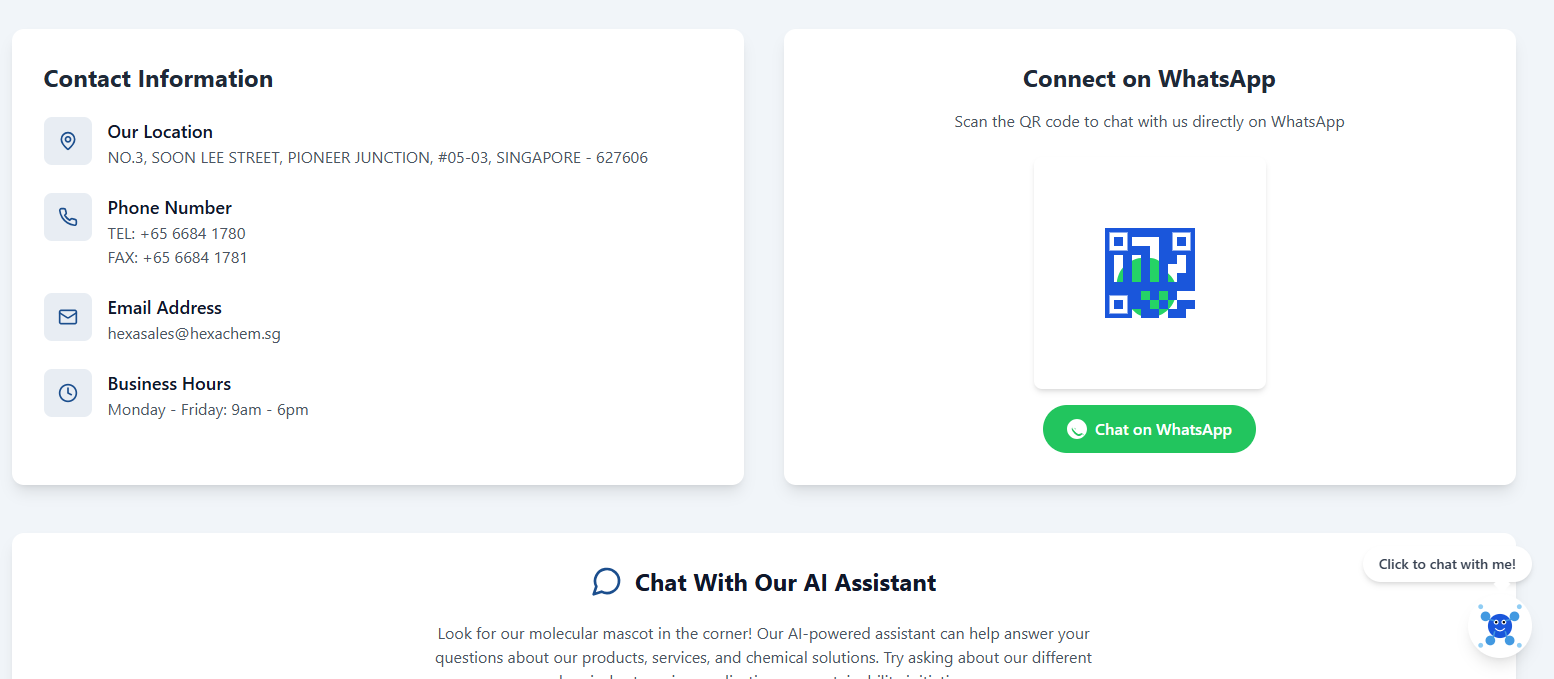 Contact Information
Our Location
NO.3, SOON LEE STREET, PIONEER JUNCTION, #05-03, SINGAPORE - 627606
Phone Number
TEL: +65 6684 1780
FAX: +65 6684 1781
Email Address
hexasales@hexachem.sg
Business Hours
Monday - Friday: 9am - 6pm
Connect on WhatsApp
Scan the QR code to chat with us directly on WhatsApp
Chat on WhatsApp
Chat With Our AI Assistant
Look for our molecular mascot in the corner! Our AI-powered assistant can help answer your
questions about our products, services, and chemical solutions. Try asking about our different
Click to chat with me!